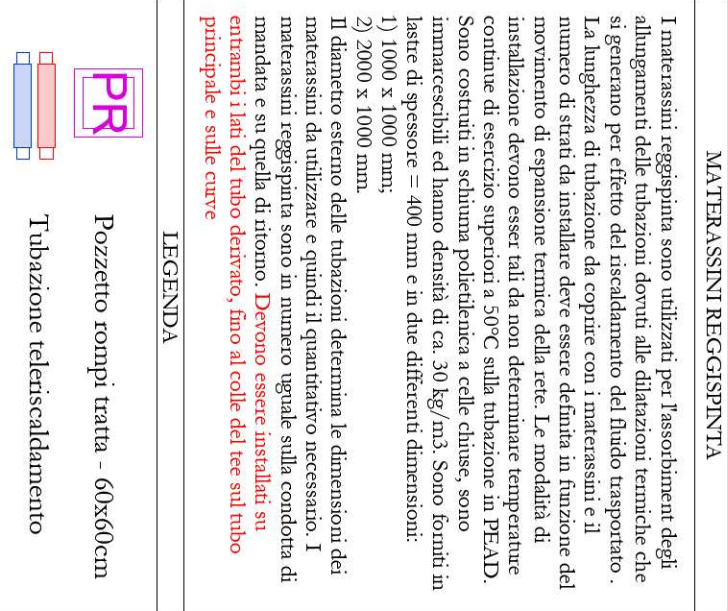 MATERASSINI REGGISPINTA
I materassini reggispinta sono utilizzati per l'assorbiment degli
allungamenti delle tubazioni dovuti alle dilatazioni termiche che
si generano per effetto del riscaldamento del fluido trasportato .
La lunghezza di tubazione da coprire con i materassini e il
numero di strati da installare deve essere definita in funzione del
movimento di espansione termica della rete. Le modalità di
installazione devono esser tali da non determinare temperature
continue di esercizio superiori a 50°C sulla tubazione in PEAD.
Sono costruiti in schiuma polietilenica a celle chiuse, sono
immarcescibili ed hanno densità di ca. 30 kg/m3. Sono forniti in
lastre di spessore = 400 mm e in due differenti dimensioni:
1) 1000 x 1000 mm;
2) 2000 x 1000 mm.
Il diametro esterno delle tubazioni determina le dimensioni dei
materassini da utilizzare e quindi il quantitativo necessario. I
materassini reggispinta sono in numero uguale sulla condotta di
mandata e su quella di ritorno. Devono essere installati su
entrambi i lati del tubo derivato, fino al colle del tee sul tubo
principale e sulle curve
LEGENDA
PR Pozzetto rompi tratta - 60x60cm
Tubazione teleriscaldamento